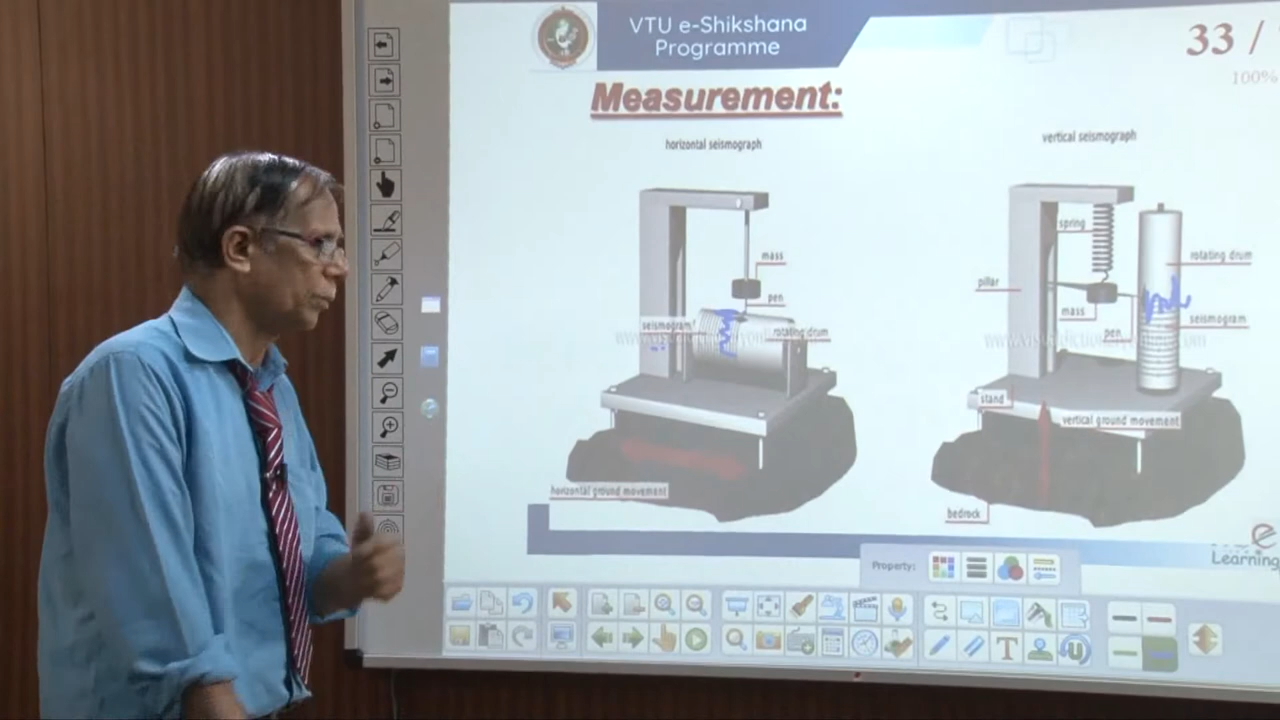 VTU e-Shikshana
Programme
33 /
100%
Measurement:
horizontal seismograph
vertical seismograph
mass
pen
seismogram
rotating drum
horizontal ground movement
spring
rotating drum
pillar
mass
seismogram
pen
stand
vertical ground movement
bedrock
e
Learning
Property:
T